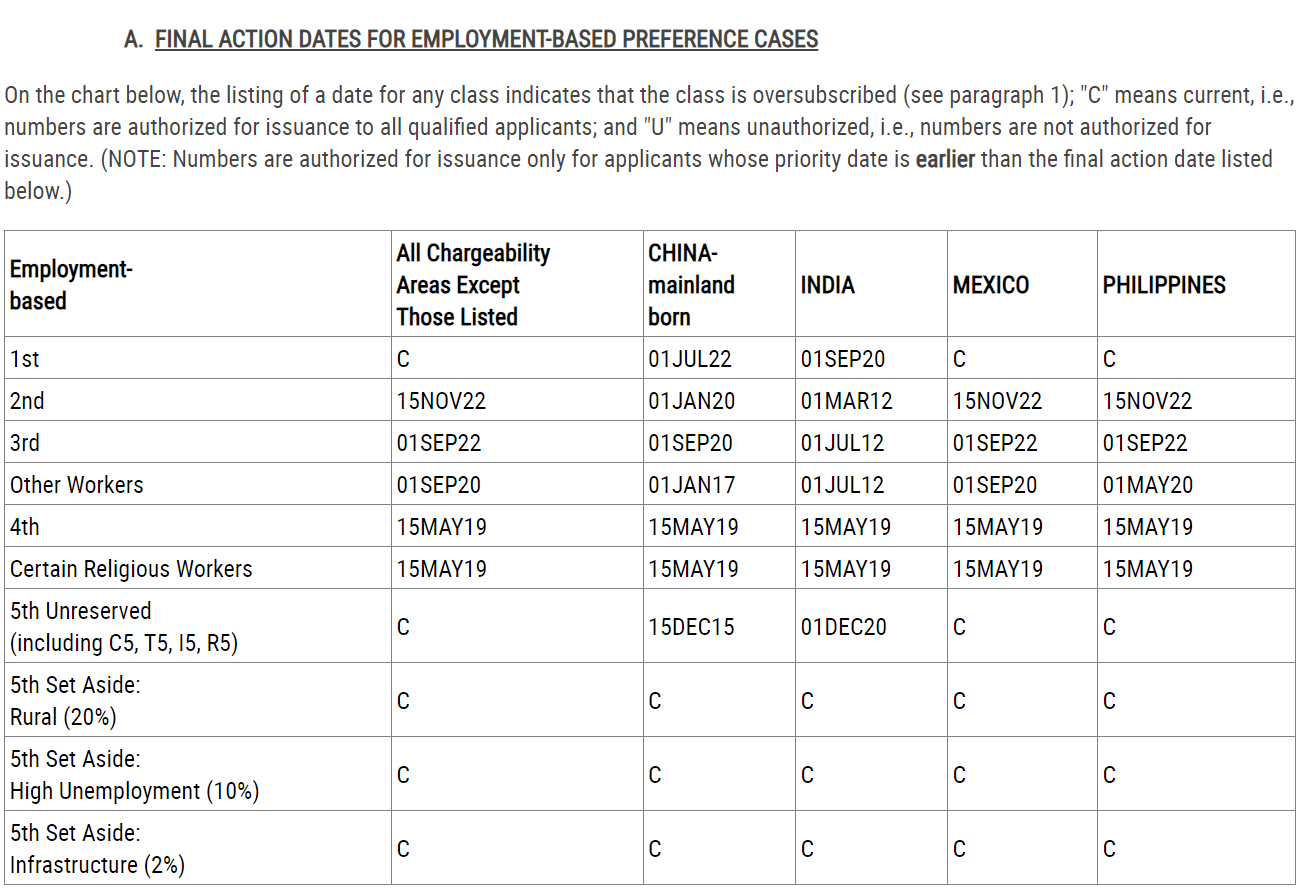 A. FINAL ACTION DATES FOR EMPLOYMENT-BASED PREFERENCE CASES
On the chart below, the listing of a date for any class indicates that the class is oversubscribed (see paragraph 1); "C" means current, i.e.,
numbers are authorized for issuance to all qualified applicants; and "U" means unauthorized, i.e., numbers are not authorized for
issuance. (NOTE: Numbers are authorized for issuance only for applicants whose priority date is earlier than the final action date listed
below.)
Employment-
based
All Chargeability
Areas Except
Those Listed
CHINA-
mainland
born
INDIA
MEXICO
PHILIPPINES
1st C 01JUL22 01SEP20 C C
2nd 15NOV22 01JAN20 01MAR12 15NOV22 15NOV22
3rd 01SEP22 01SEP20 01JUL12 01SEP22 01SEP22
Other Workers 01SEP20 01JAN17 01JUL12 01SEP20 01MAY20
4th 15MAY19 15MAY19 15MAY19 15MAY19 15MAY19
Certain Religious Workers 15MAY19 15MAY19 15MAY19 15MAY19 15MAY19
5th Unreserved
(including C5, T5, I5, R5)
C 15DEC15 01DEC20 C C
5th Set Aside:
Rural (20%)
C C C C C
5th Set Aside:
High Unemployment (10%)
C C C C C
5th Set Aside:
Infrastructure (2%)
C C C C C